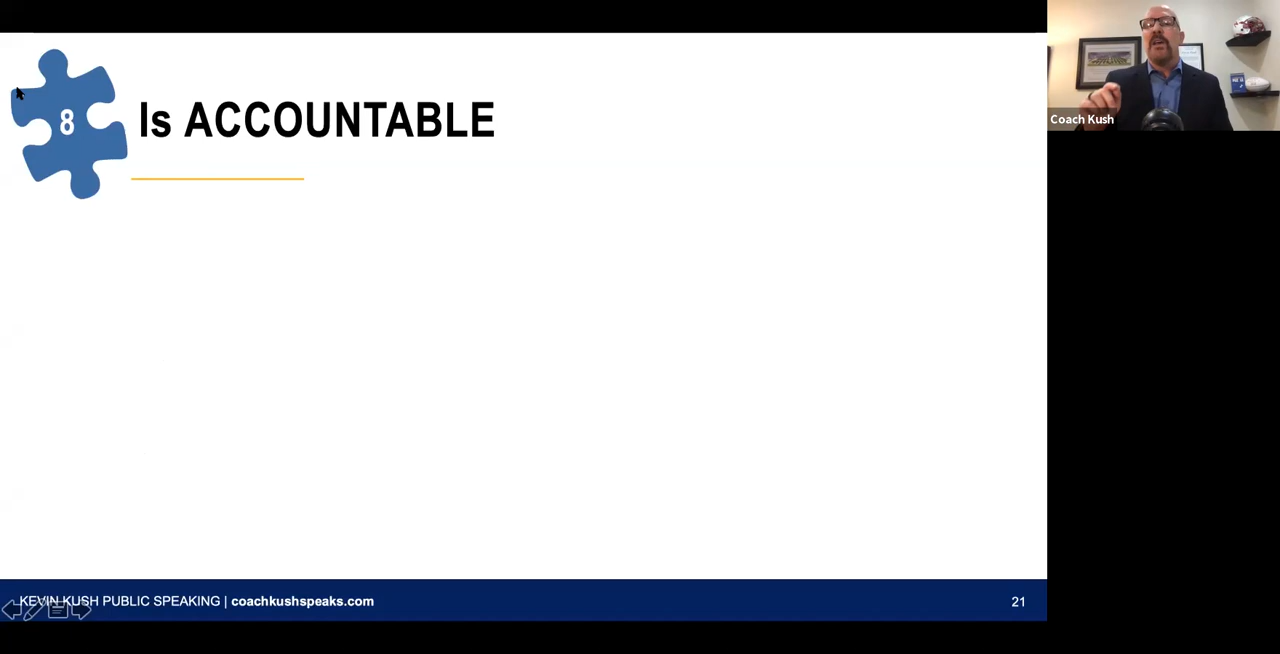 8
Is ACCOUNTABLE
Coach Kush
KEVIN KUSH PUBLIC SPEAKING | coachkushspeaks.com
21